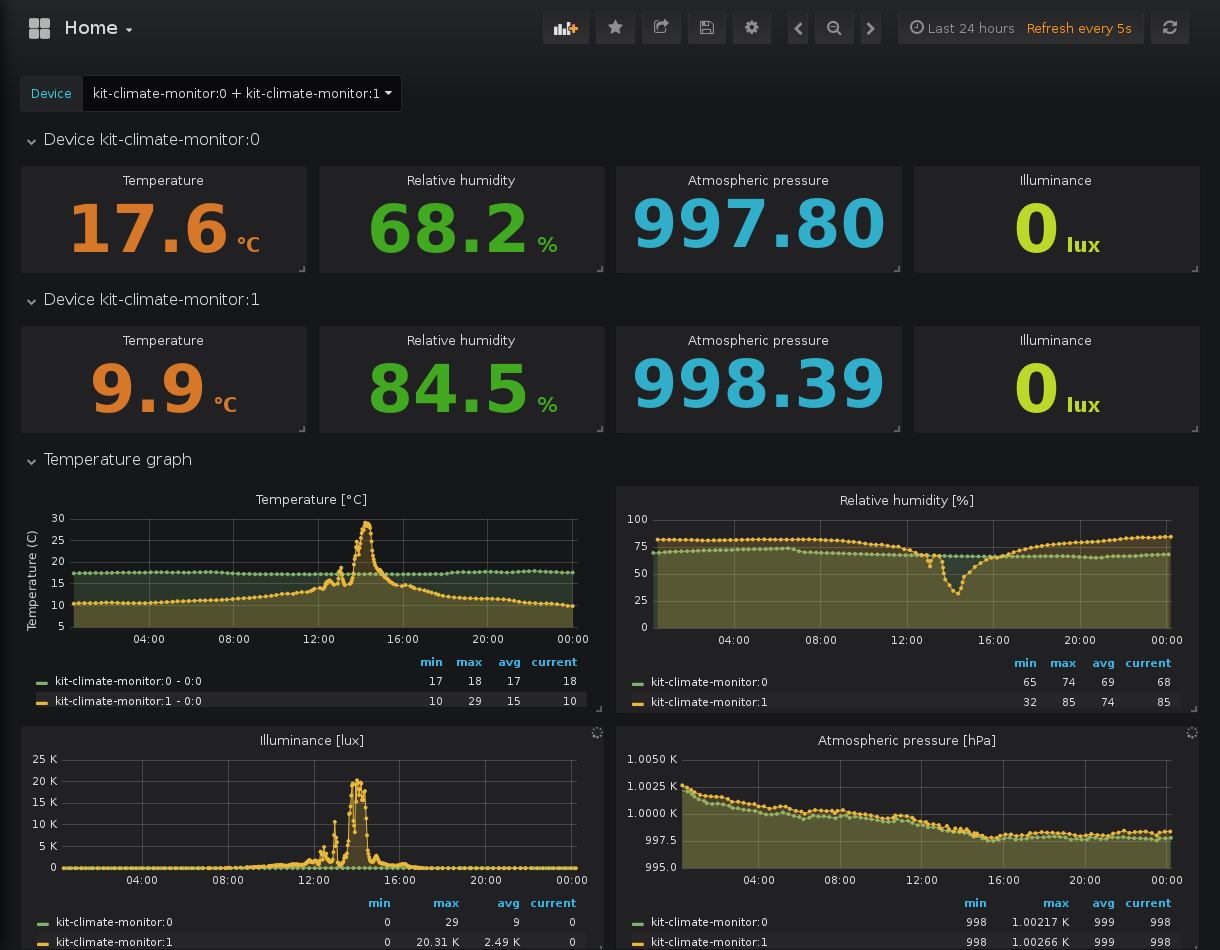 Home
Last 24 hours Refresh every 5s
Device kit-climate-monitor:0 + kit-climate-monitor:1
Device kit-climate-monitor:0
Temperature Relative humidity Atmospheric pressure Illuminance
17.6 °C 68.2 % 997.80 0 lux
Device kit-climate-monitor:1
Temperature Relative humidity Atmospheric pressure Illuminance
9.9 °C 84.5 % 998.39 0 lux
Temperature graph
Temperature [°C]
Temperature (C)
30
25
20
15
10
5
04:00 08:00 12:00 16:00 20:00 00:00
min max avg current
kit-climate-monitor:0 - 0:0 17 18 17 18
kit-climate-monitor:1 - 0:0 10 29 15 10
Relative humidity [%]
100
75
50
25
0
04:00 08:00 12:00 16:00 20:00 00:00
min max avg current
kit-climate-monitor:0 65 74 69 68
kit-climate-monitor:1 32 85 74 85
Illuminance [lux]
25 K
20 K
15 K
10 K
5 K
0
04:00 08:00 12:00 16:00 20:00 00:00
min max avg current
kit-climate-monitor:0 0 29 9 0
kit-climate-monitor:1 0 20.31 K 2.49 K 0
Atmospheric pressure [hPa]
1.0050 K
1.0025 K
1.0000 K
997.5
995.0
04:00 08:00 12:00 16:00 20:00 00:00
min max avg current
kit-climate-monitor:0 998 1.00217 K 999 998
kit-climate-monitor:1 998 1.00266 K 999 998